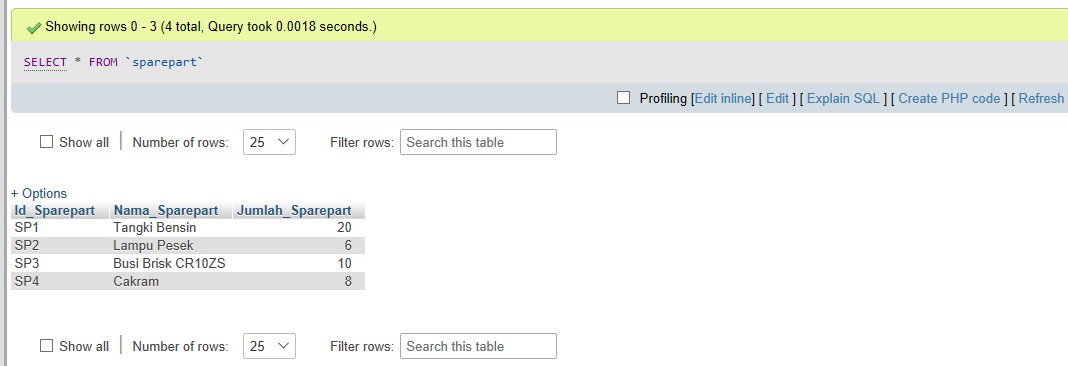 Showing rows 0 - 3 (4 total, Query took 0.0018 seconds.)
SELECT * FROM `sparepart`
Profiling [Edit inline] [ Edit ] [ Explain SQL ] [ Create PHP code ] [ Refresh
Show all Number of rows: 25 Filter rows: Search this table
+ Options
Id_Sparepart Nama_Sparepart Jumlah_Sparepart
SP1 Tangki Bensin 20
SP2 Lampu Pesek 6
SP3 Busi Brisk CR10ZS 10
SP4 Cakram 8
Show all Number of rows: 25 Filter rows: Search this table